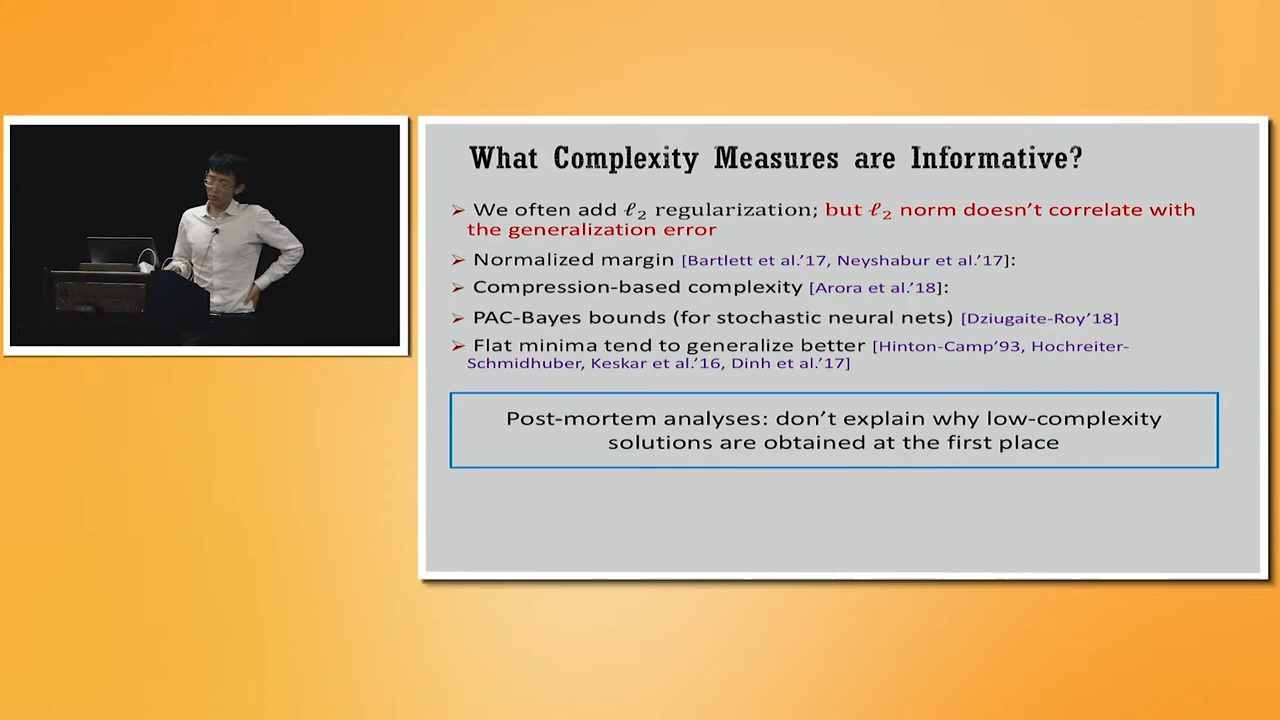 What Complexity Measures are Informative?
➢ We often add ℓ₂ regularization; but ℓ₂ norm doesn't correlate with
the generalization error
➢ Normalized margin [Bartlett et al.'17, Neyshabur et al.'17]:
➢ Compression-based complexity [Arora et al.'18]:
➢ PAC-Bayes bounds (for stochastic neural nets) [Dziugaite-Roy'18]
➢ Flat minima tend to generalize better [Hinton-Camp'93, Hochreiter-
Schmidhuber, Keskar et al.'16, Dinh et al.'17]
Post-mortem analyses: don't explain why low-complexity
solutions are obtained at the first place